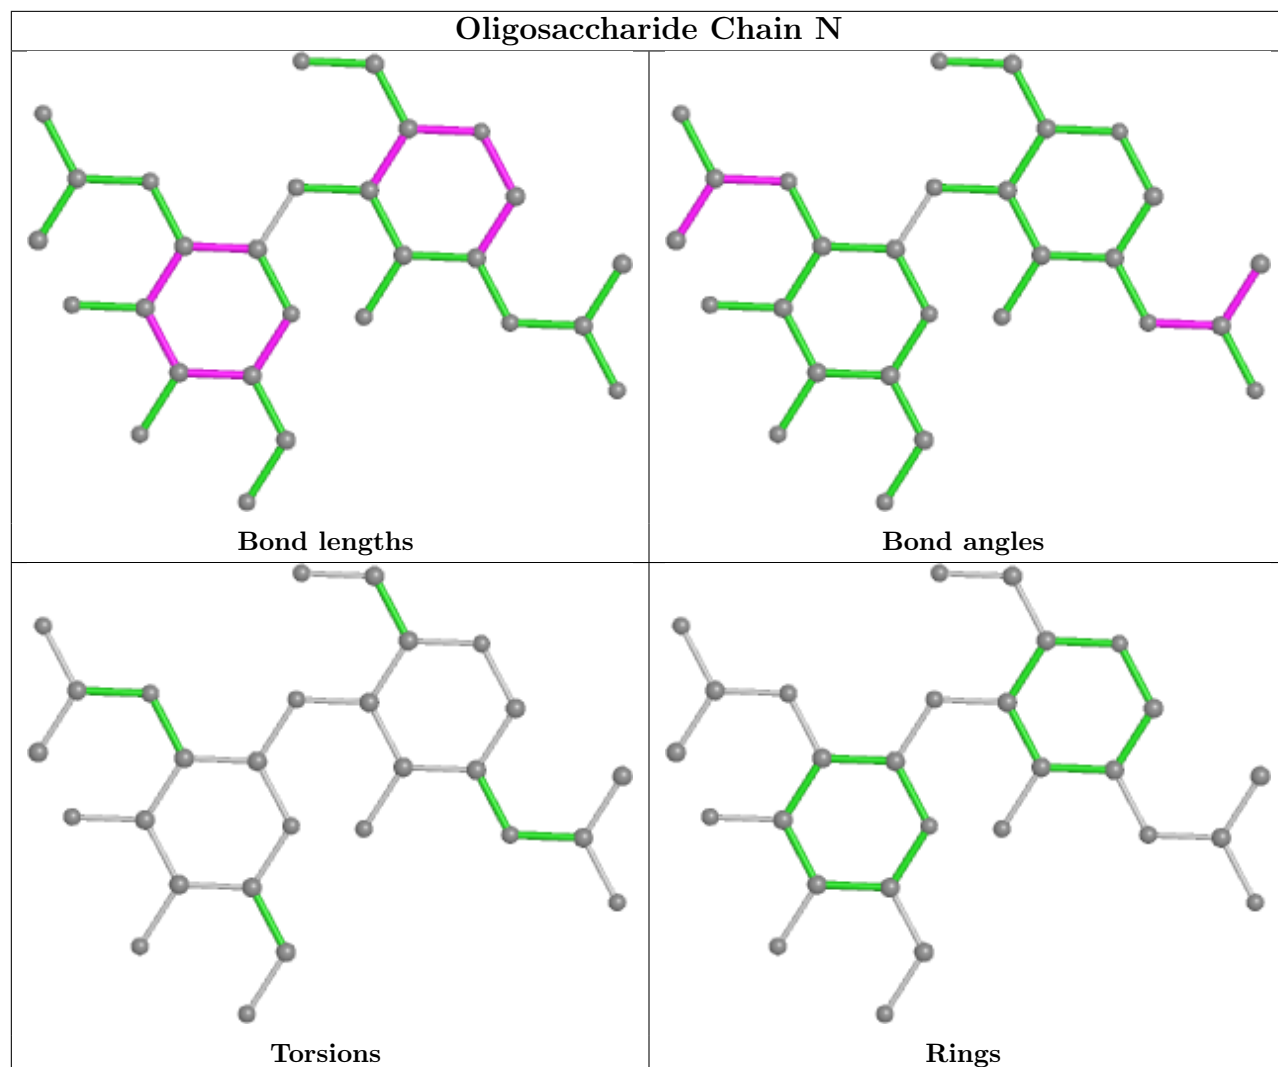 Oligosaccharide Chain N
Bond lengths
Bond angles
Torsions
Rings